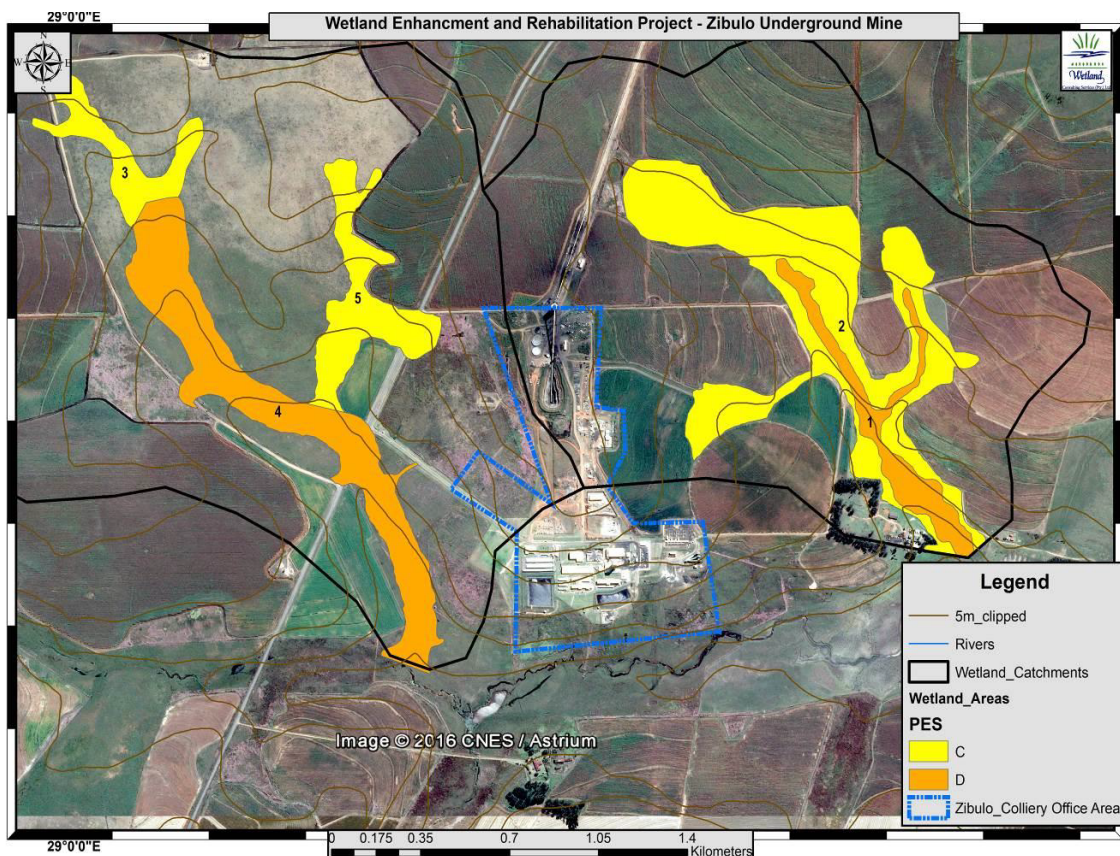 29°0'0"E
Wetland Enhancment and Rehabilitation Project - Zibulo Underground Mine
N
W E
S
Wetland
3
5
2
4
1
Legend
5m_clipped
Rivers
Wetland_Catchments
Wetland_Areas
PES
C
D
Zibulo_Colliery Office Area
Image © 2016 CNES / Astrium
29°0'0"E
0 0.175 0.35 0.7 1.05 1.4
Kilometers